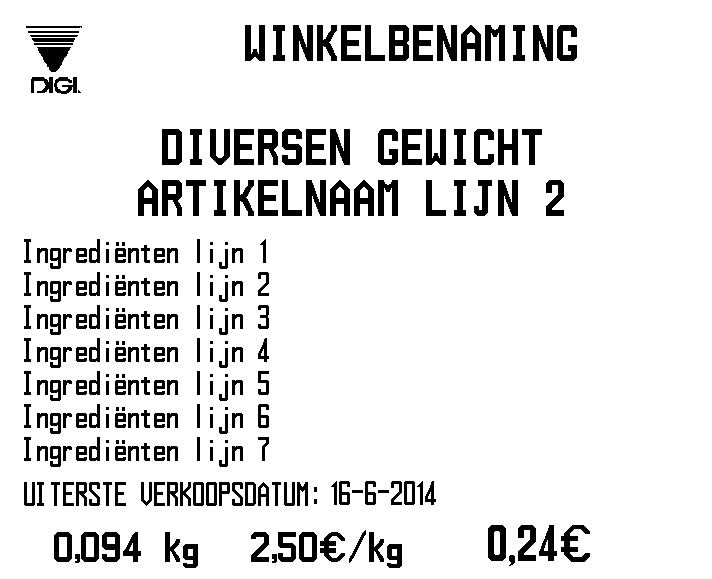 WINKELBENAMING
DIGI.
DIVERSEN GEWICHT
ARTIKELNAAM LIJN 2
Ingrediënten lijn 1
Ingrediënten lijn 2
Ingrediënten lijn 3
Ingrediënten lijn 4
Ingrediënten lijn 5
Ingrediënten lijn 6
Ingrediënten lijn 7
UITERSTE VERKOOPSDATUM: 16-6-2014
0,094 kg 2,50€/kg 0,24€